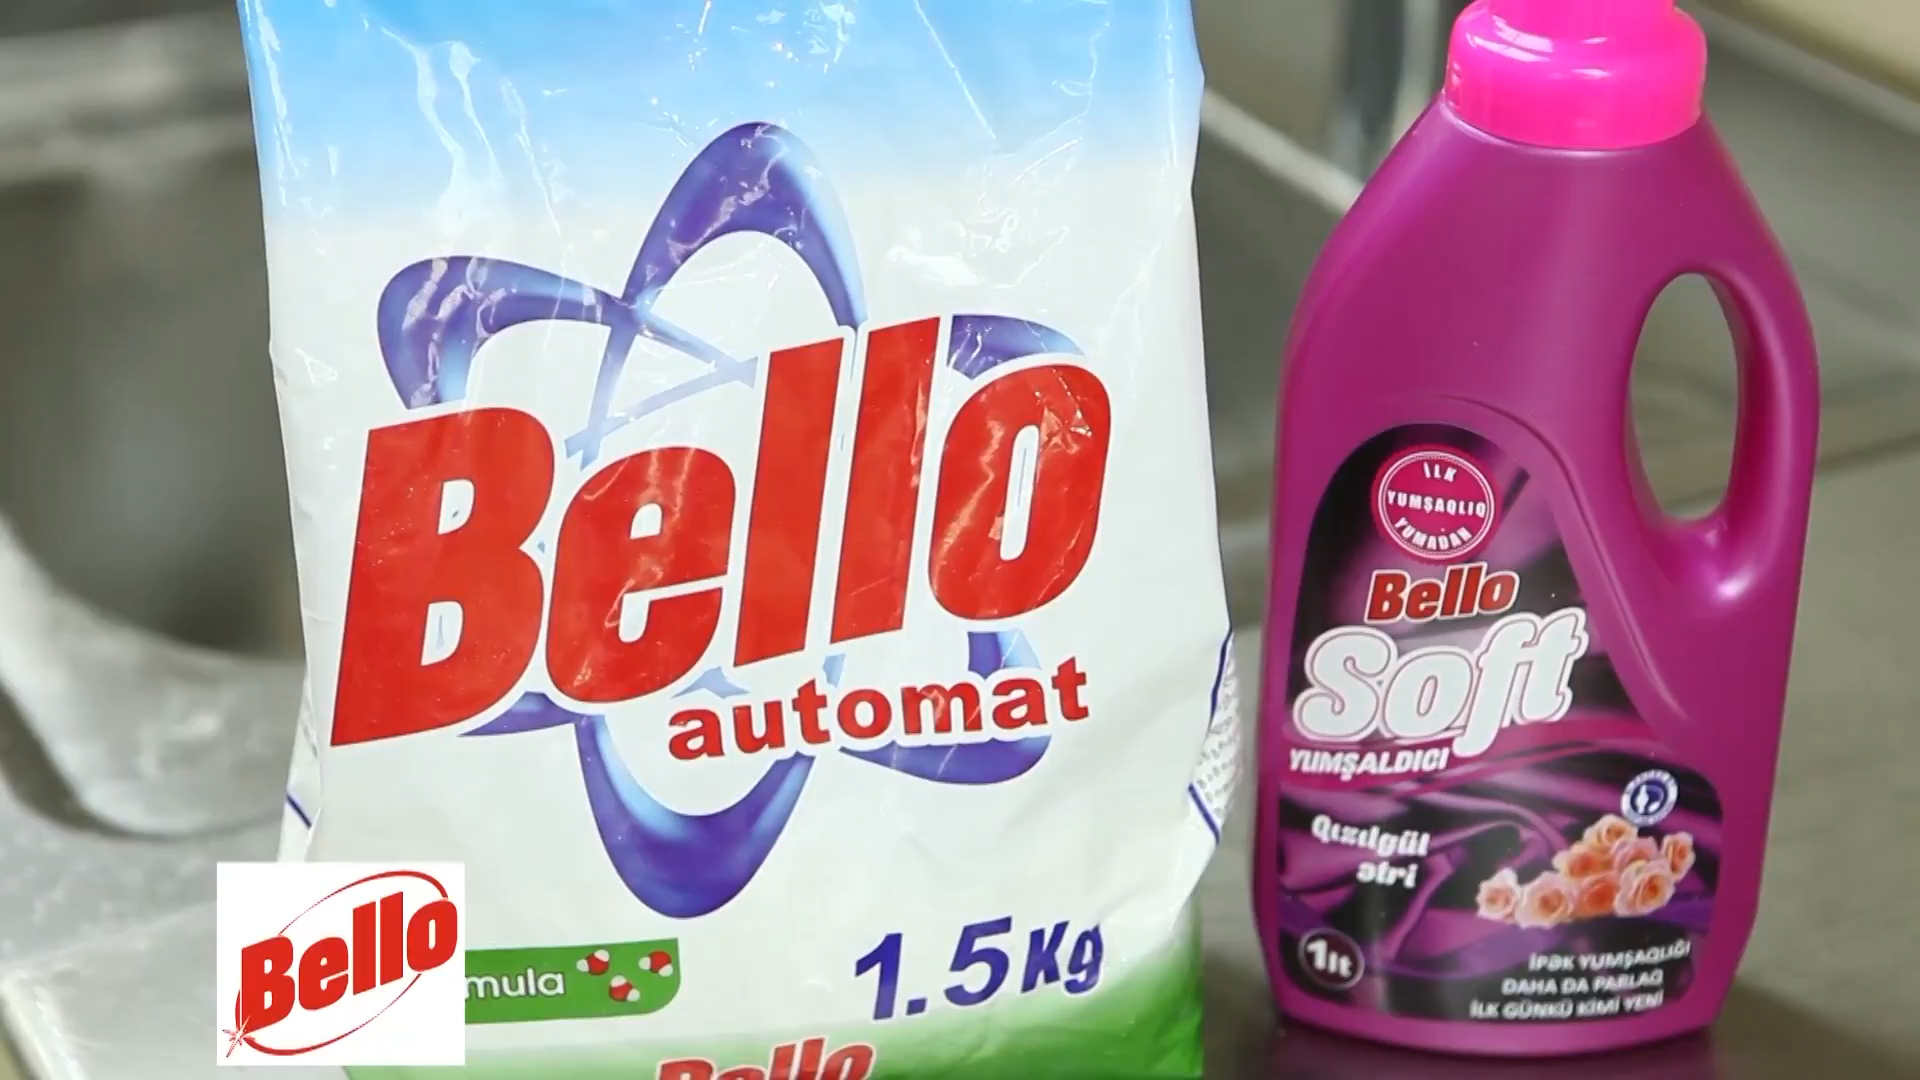 Bello
automat
1.5Kg
mula
Bello
Bello
İLK
YUMŞAQLIQ
YUMADAN
Bello
Soft
YUMŞALDICI
Qızılgül
ətri
1lt
İPƏK YUMŞAQLIĞI
DAHA DA PARLAQ
İLK GÜNKÜ KİMİ YENİ